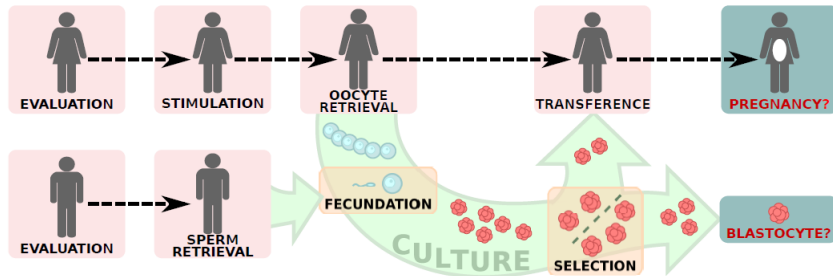 EVALUATION
STIMULATION
OOCYTE
RETRIEVAL
TRANSFERENCE
PREGNANCY?
FECUNDATION
EVALUATION
SPERM
RETRIEVAL
CULTURE
SELECTION
BLASTOCYTE?